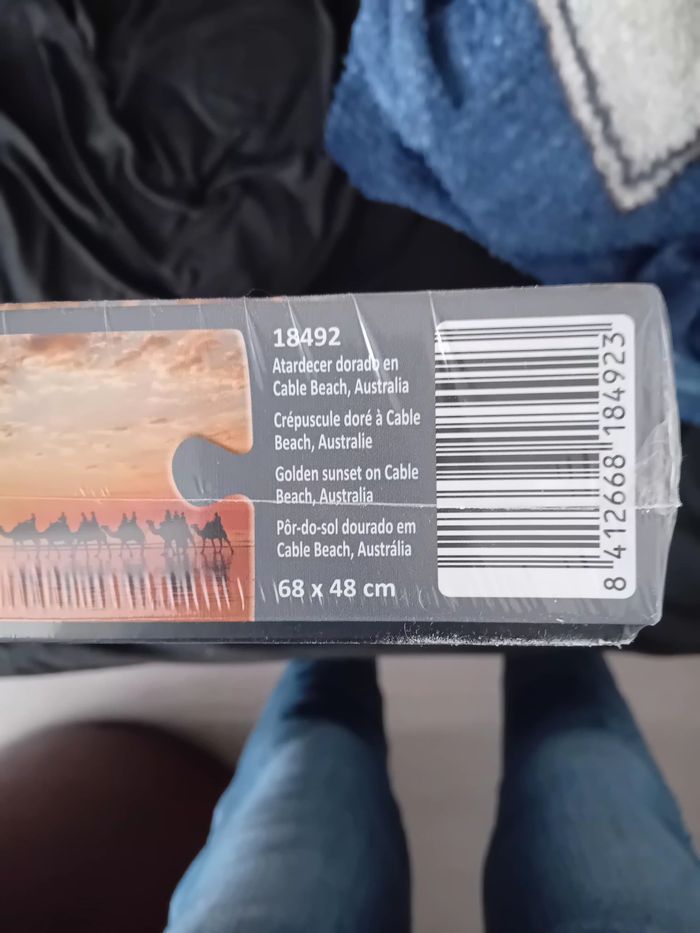 18492
Atardecer dorado en
Cable Beach, Australia
Crépuscule doré à Cable
Beach, Australie
Golden sunset on Cable
Beach, Australia
Pôr-do-sol dourado em
Cable Beach, Austrália
68 x 48 cm
8 412668 184923